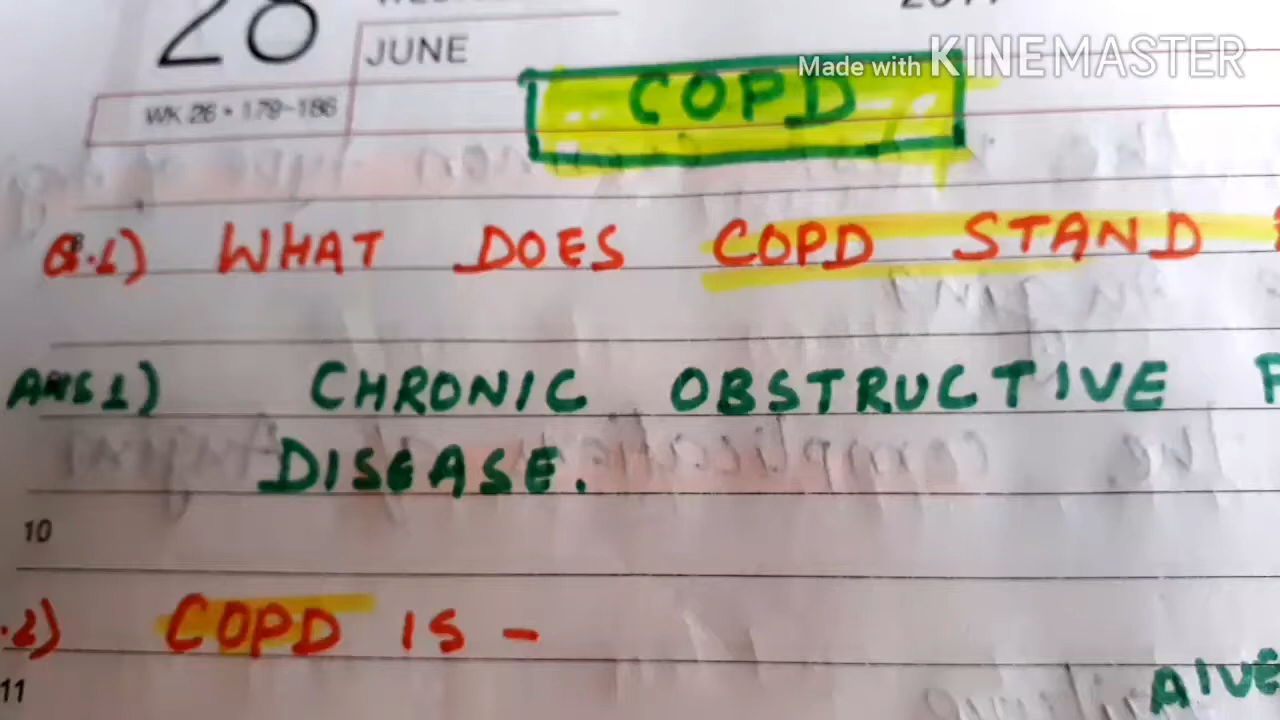 28
JUNE
Made with KINEMASTER
WK 26 • 179-186
COPD
Q.1) WHAT DOES COPD STAND
ANS 1) CHRONIC OBSTRUCTIVE P
DISEASE.
10
.2) COPD IS -
11